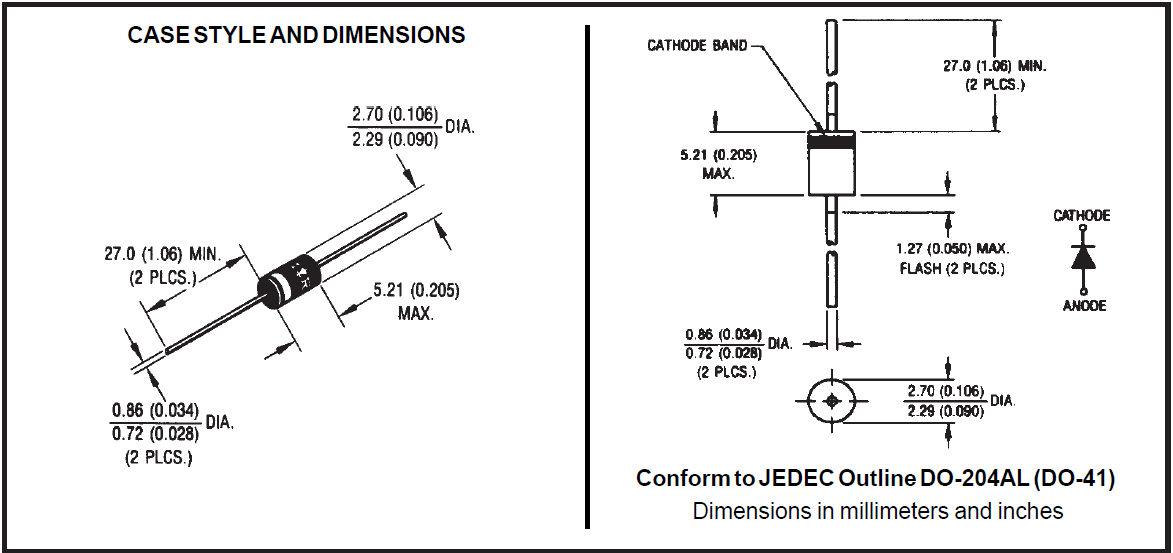 CASE STYLE AND DIMENSIONS
2.70 (0.106)
2.29 (0.090)
DIA.
27.0 (1.06) MIN.
(2 PLCS.)
5.21 (0.205)
MAX.
0.86 (0.034)
0.72 (0.028)
DIA.
(2 PLCS.)
CATHODE BAND
27.0 (1.06) MIN.
(2 PLCS.)
5.21 (0.205)
MAX.
1.27 (0.050) MAX.
FLASH (2 PLCS.)
CATHODE
ANODE
0.86 (0.034)
0.72 (0.028)
DIA.
(2 PLCS.)
2.70 (0.106)
2.29 (0.090)
DIA.
Conform to JEDEC Outline DO-204AL (DO-41)
Dimensions in millimeters and inches